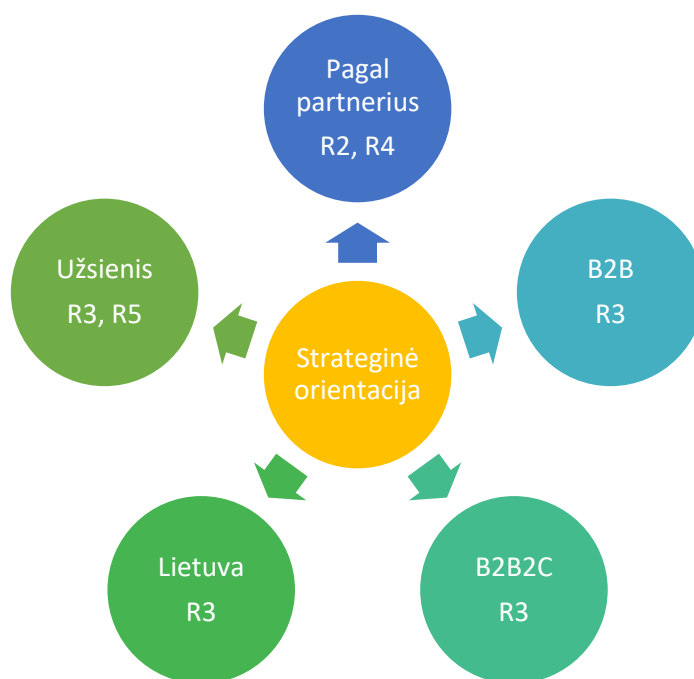 Pagal
partnerius
R2, R4
Užsienis
R3, R5
B2B
R3
Strateginė
orientacija
Lietuva
R3
B2B2C
R3